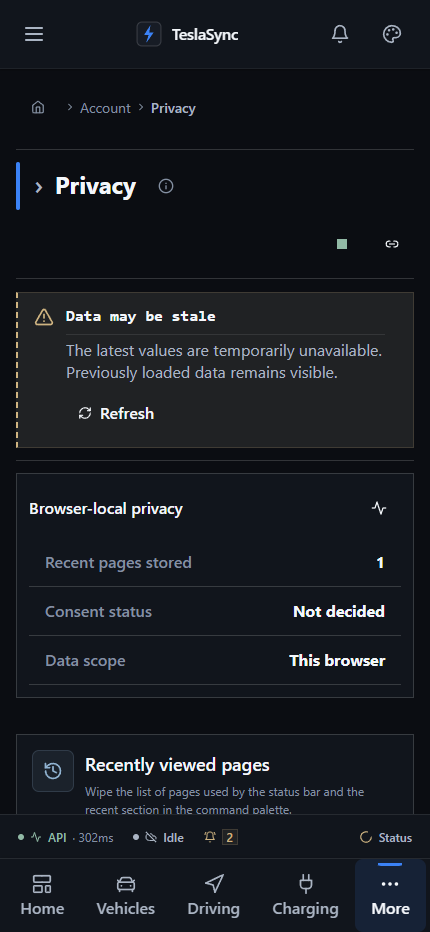 TeslaSync
Account
Privacy
Privacy
Data may be stale
The latest values are temporarily unavailable.
Previously loaded data remains visible.
Refresh
Browser-local privacy
Recent pages stored 1
Consent status Not decided
Data scope This browser
Recently viewed pages
Wipe the list of pages used by the status bar and the
recent section in the command palette.
API · 302ms Idle 2 Status
Home Vehicles Driving Charging More